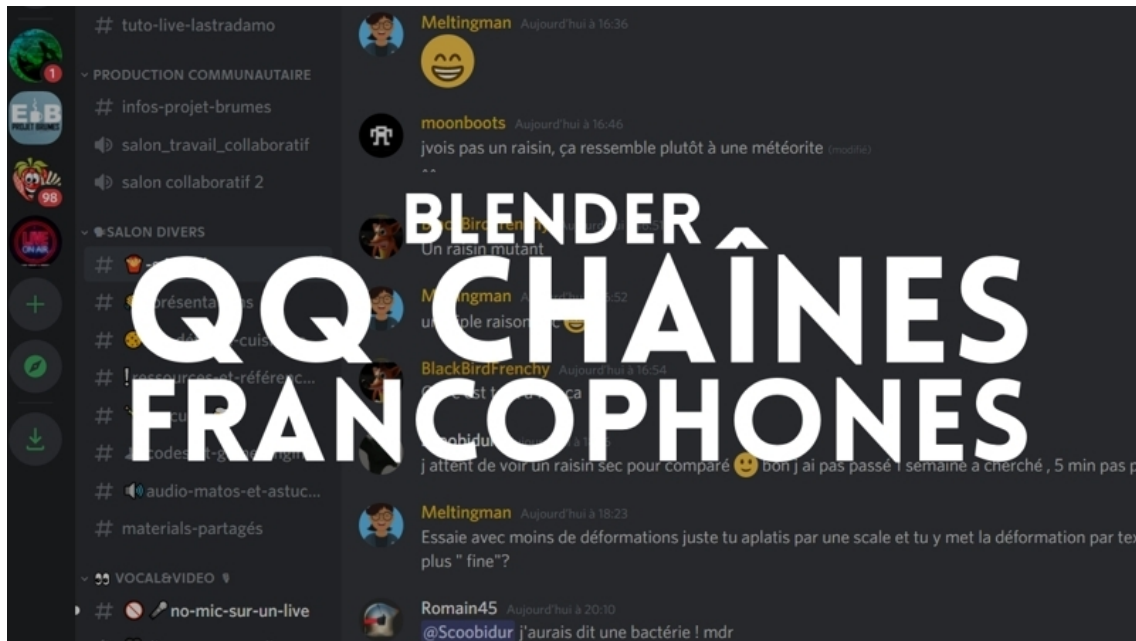 # tuto-live-lastradamo
PRODUCTION COMMUNAUTAIRE
# infos-projet-brumes
salon_travail_collaboratif
salon collaboratif 2
SALON DIVERS
# materials-partagés
# audio-matos-et-astuc...
VOCAL&VIDEO
# no-mic-sur-un-live
1
98
LIVE
ON AIR
Meltingman Aujourd'hui à 16:36
moonboots Aujourd'hui à 16:46
jvois pas un raisin, ça ressemble plutôt à une météorite (modifié)
^^
BLENDER
QQ CHAÎNES
FRANCOPHONES
Un raisin mutant
BlackBirdFrenchy Aujourd'hui à 16:54
j attent de voir un raisin sec pour comparé bon j ai pas passé 1 semaine a cherché , 5 min pas p
Meltingman Aujourd'hui à 18:23
Essaie avec moins de déformations juste tu aplatis par une scale et tu y met la déformation par tex
plus " fine"?
Romain45 Aujourd'hui à 20:10
@Scoobidur j'aurais dit une bactérie ! mdr